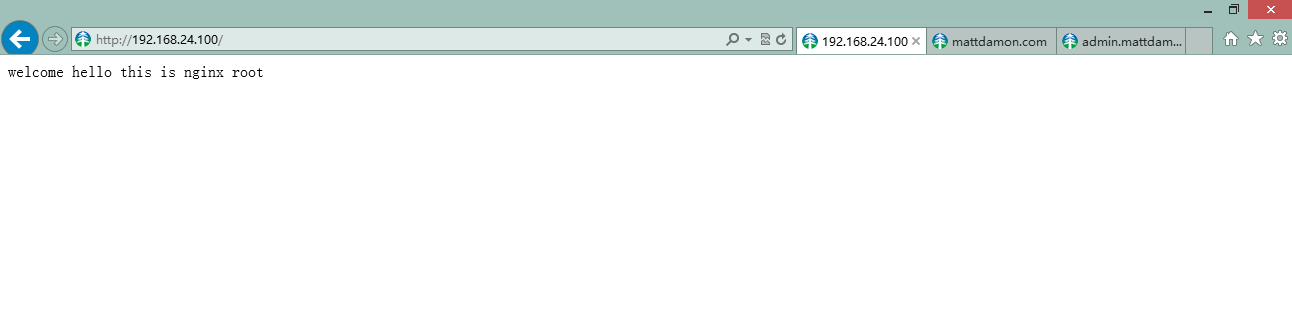 http://192.168.24.100/
192.168.24.100
mattdamon.com
admin.mattdam...
welcome hello this is nginx root